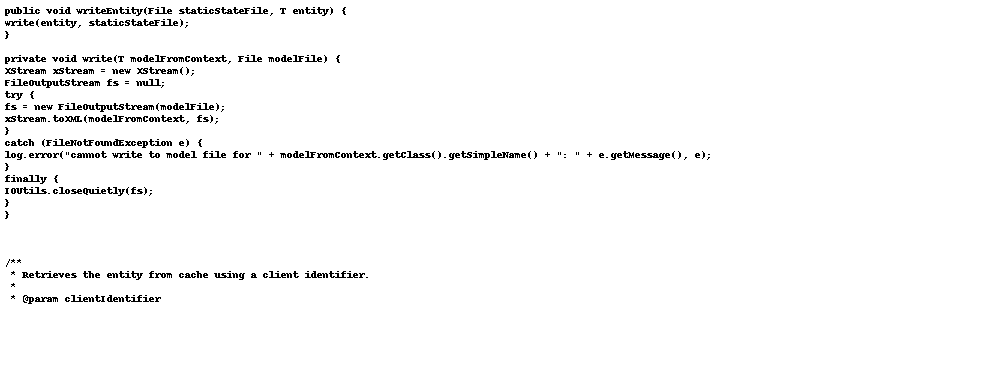 public void writeEntity(File staticStateFile, T entity) {
write(entity, staticStateFile);
}
private void write(T modelFromContext, File modelFile) {
XStream xStream = new XStream();
FileOutputStream fs = null;
try {
fs = new FileOutputStream(modelFile);
xStream.toXML(modelFromContext, fs);
}
catch (FileNotFoundException e) {
log.error("cannot write to model file for " + modelFromContext.getClass().getSimpleName() + ": " + e.getMessage(), e);
}
finally {
IOUtils.closeQuietly(fs);
}
}
/**
* Retrieves the entity from cache using a client identifier.
*
* @param clientIdentifier